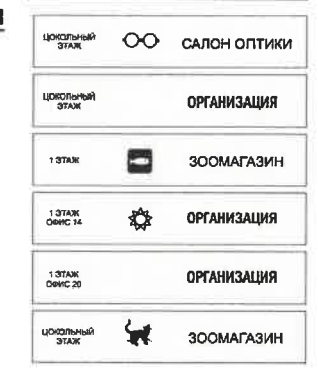 ЦОКОЛЬНЫЙ
ЭТАЖ
САЛОН ОПТИКИ
ЦОКОЛЬНЫЙ
ЭТАЖ
ОРГАНИЗАЦИЯ
1 ЭТАЖ
ЗООМАГАЗИН
1 ЭТАЖ
ОФИС 14
ОРГАНИЗАЦИЯ
1 ЭТАЖ
ОФИС 20
ОРГАНИЗАЦИЯ
ЦОКОЛЬНЫЙ
ЭТАЖ
ЗООМАГАЗИН